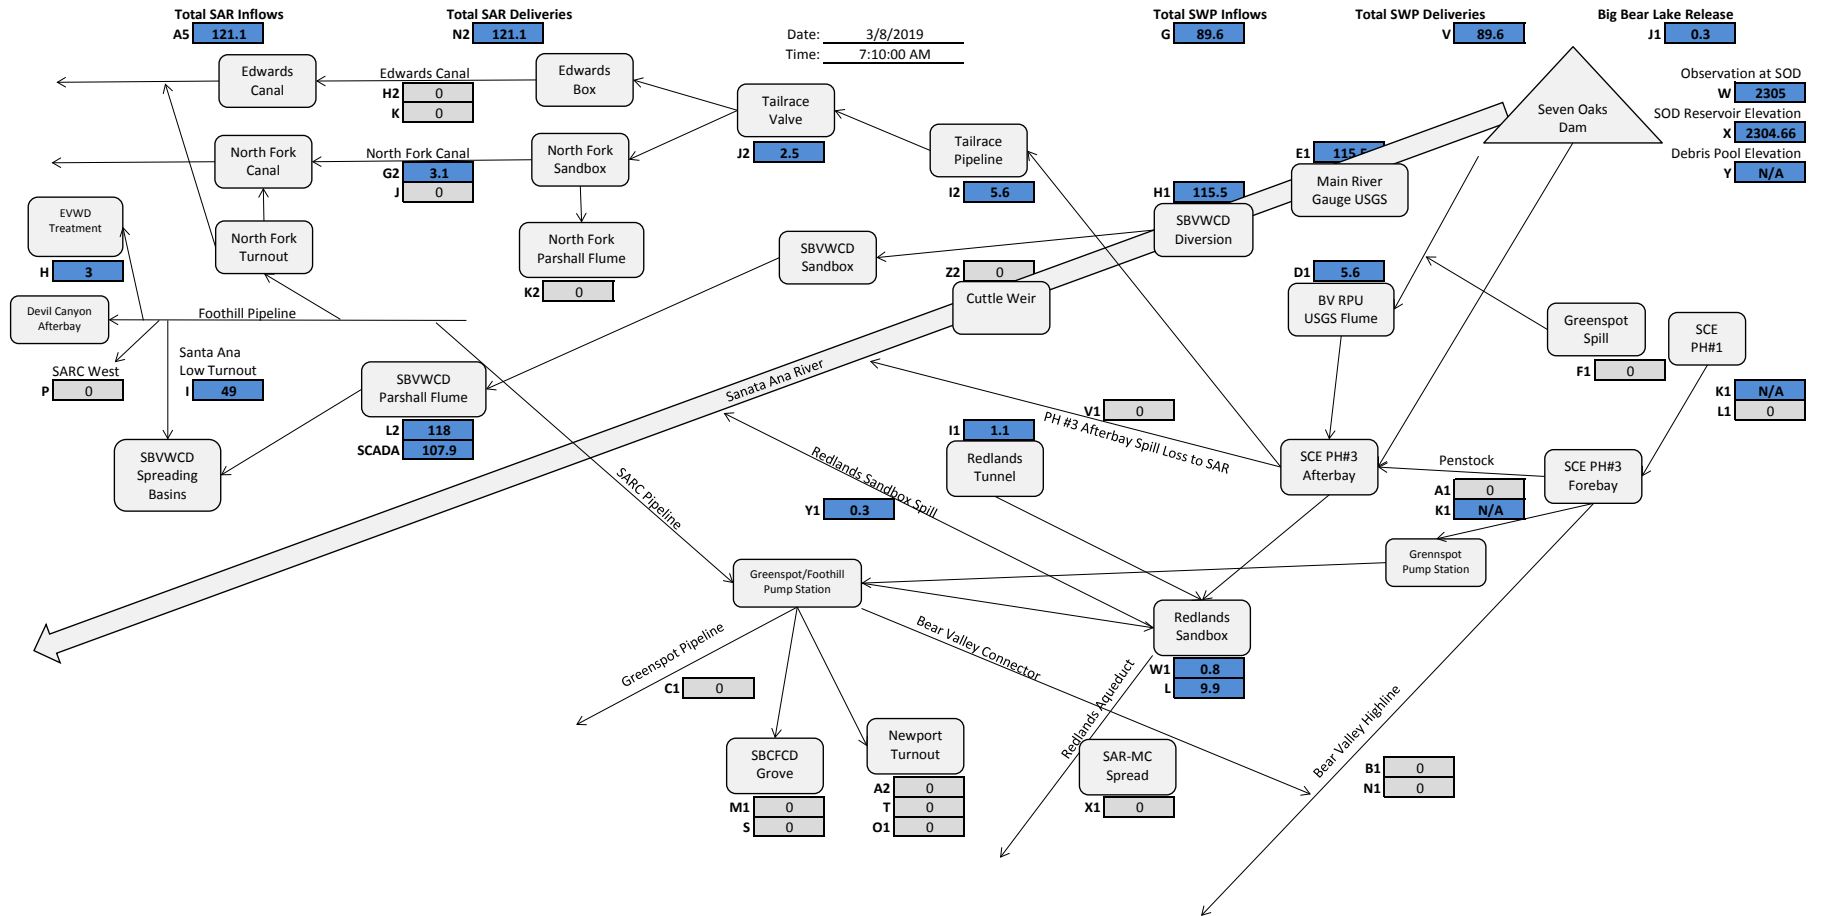 Total SAR Inflows
A5 121.1
Total SAR Deliveries
N2 121.1
Date: 3/8/2019
Time: 7:10:00 AM
Total SWP Inflows
G 89.6
Total SWP Deliveries
V 89.6
Big Bear Lake Release
J1 0.3
Observation at SOD
W 2305
SOD Reservoir Elevation
X 2304.66
Debris Pool Elevation
Y N/A
Seven Oaks
Dam
Edwards
Canal
Edwards Canal
H2 0
K 0
Edwards
Box
Tailrace
Valve
J2 2.5
Tailrace
Pipeline
I2 5.6
E1 115.5
Main River
Gauge USGS
H1 115.5
SBVWCD
Diversion
North Fork
Canal
North Fork Canal
G2 3.1
J 0
North Fork
Sandbox
North Fork
Parshall Flume
K2 0
EVWD
Treatment
H 3
North Fork
Turnout
SBVWCD
Sandbox
Z2 0
Cuttle Weir
D1 5.6
BV RPU
USGS Flume
Greenspot
Spill
F1 0
SCE
PH#1
K1 N/A
L1 0
Devil Canyon
Afterbay
Foothill Pipeline
SARC West
P 0
Santa Ana
Low Turnout
I 49
SBVWCD
Parshall Flume
L2 118
SCADA 107.9
SBVWCD
Spreading
Basins
Sanata Ana River
V1 0
PH #3 Afterbay Spill Loss to SAR
I1 1.1
Redlands
Tunnel
Redlands Sandbox Spill
Y1 0.3
SARC Pipeline
SCE PH#3
Afterbay
Penstock
A1 0
K1 N/A
SCE PH#3
Forebay
Grennspot
Pump Station
Greenspot/Foothill
Pump Station
Redlands
Sandbox
W1 0.8
L 9.9
Greenspot Pipeline
C1 0
Bear Valley Connector
Redlands Aqueduct
Bear Valley Highline
SBCFCD
Grove
M1 0
S 0
Newport
Turnout
A2 0
T 0
O1 0
SAR-MC
Spread
X1 0
B1 0
N1 0